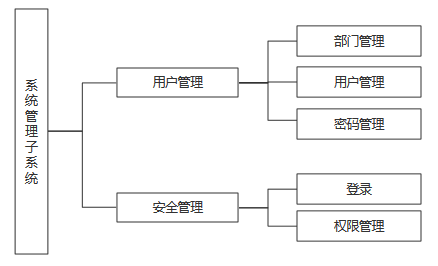 系统管理子系统
用户管理
部门管理
用户管理
密码管理
安全管理
登录
权限管理